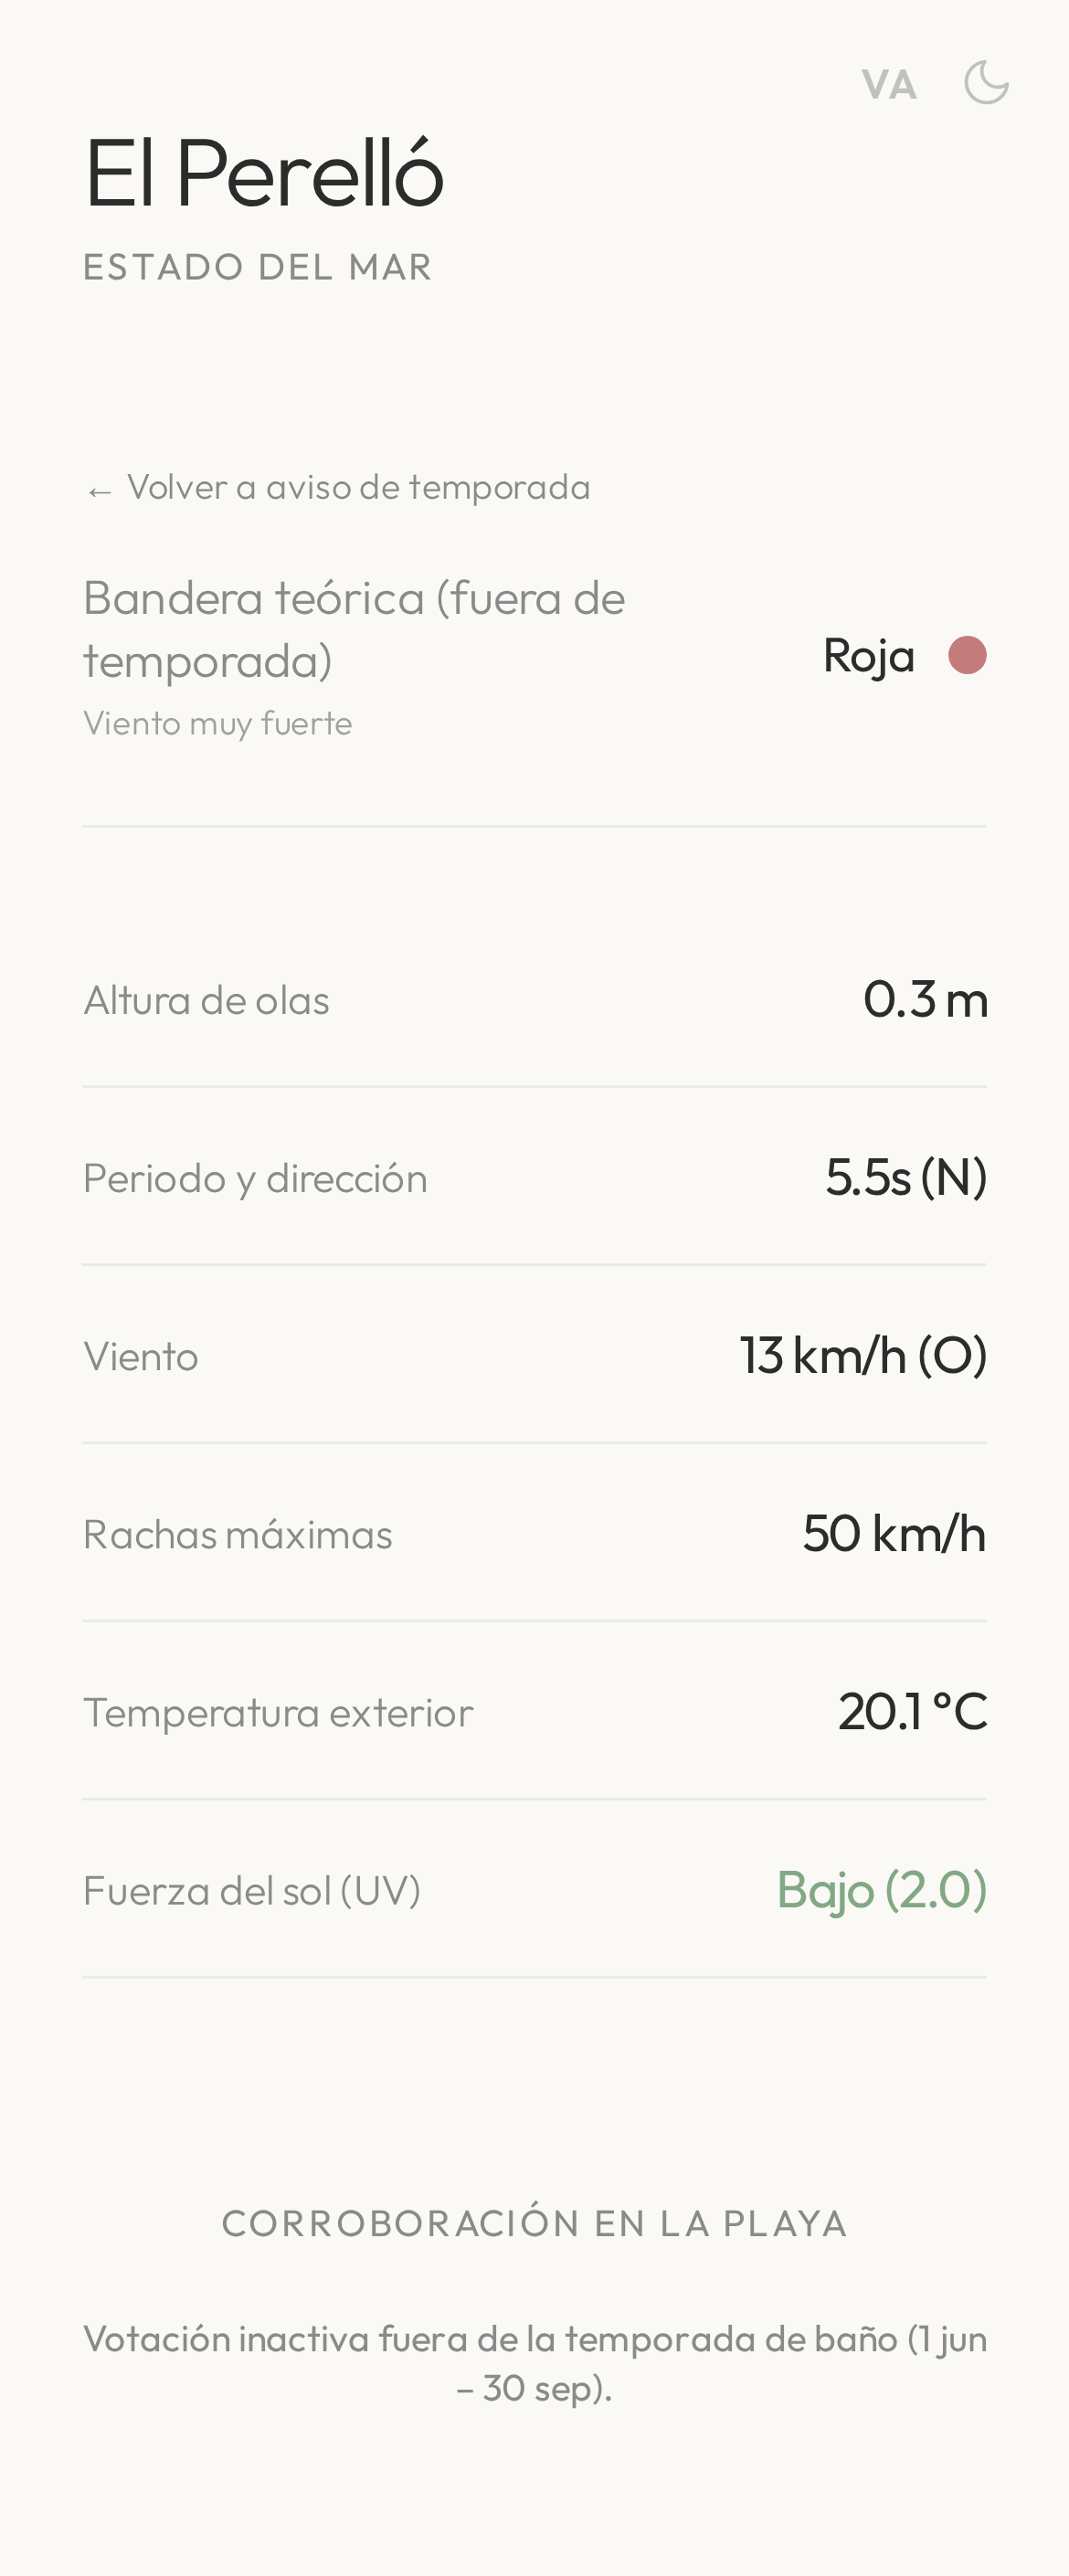 VA
El Perelló
ESTADO DEL MAR
← Volver a aviso de temporada
Bandera teórica (fuera de
temporada)
Viento muy fuerte
Roja
Altura de olas
0.3 m
Periodo y dirección
5.5s (N)
Viento
13 km/h (O)
Rachas máximas
50 km/h
Temperatura exterior
20.1 °C
Fuerza del sol (UV)
Bajo (2.0)
CORROBORACIÓN EN LA PLAYA
Votación inactiva fuera de la temporada de baño (1 jun
– 30 sep).